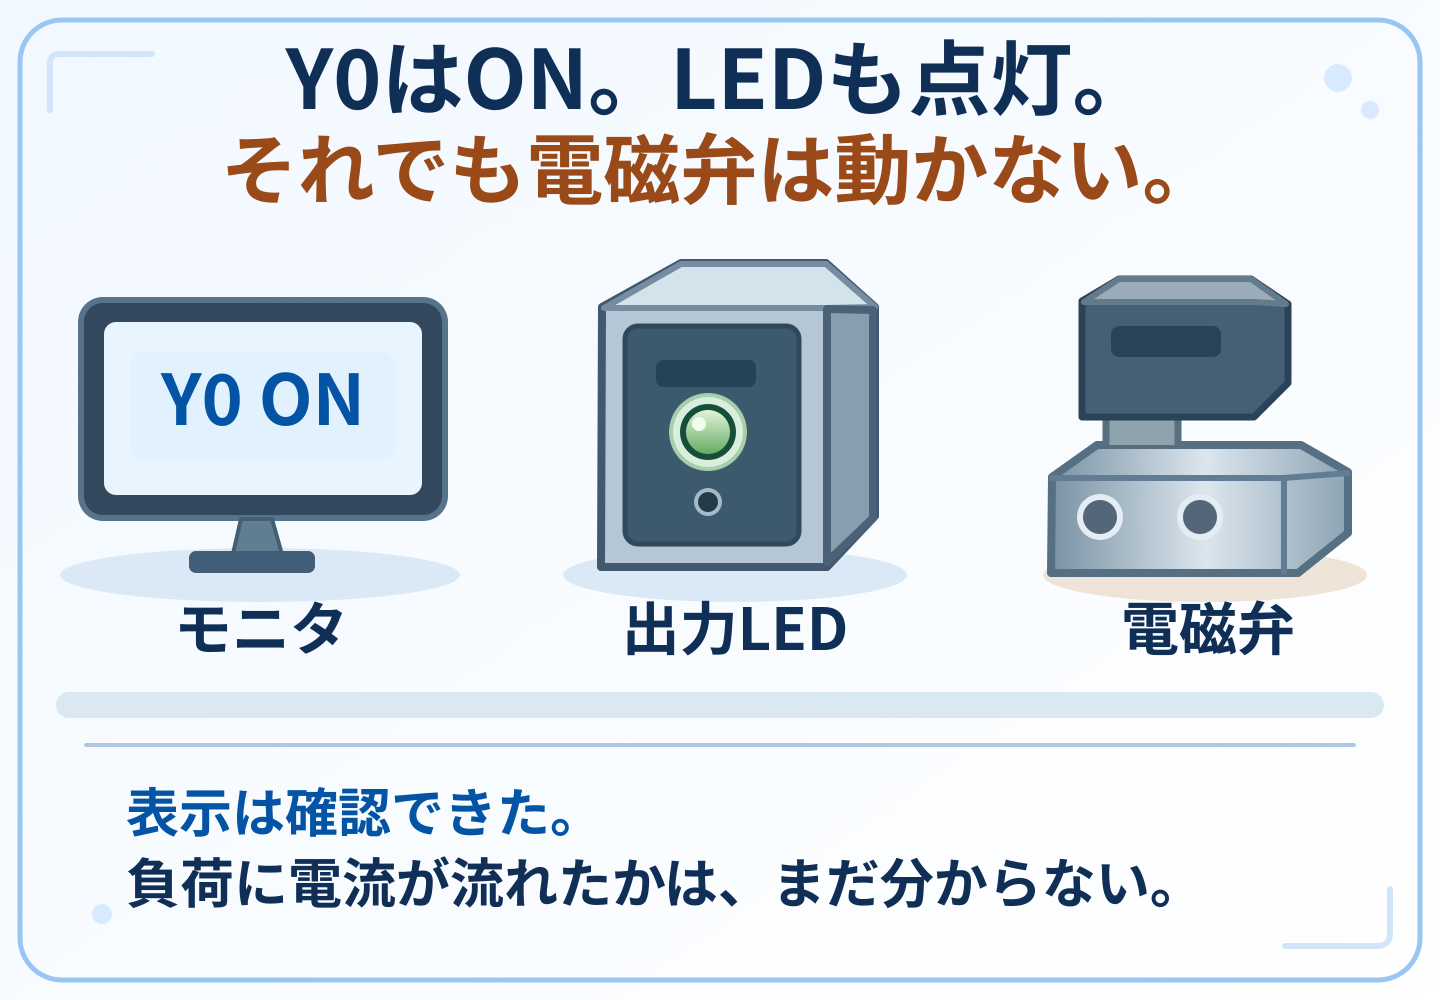 Y0はON。LEDも点灯。
それでも電磁弁は動かない。
Y0 ON
モニタ
出力LED
電磁弁
表示は確認できた。
負荷に電流が流れたかは、まだ分からない。